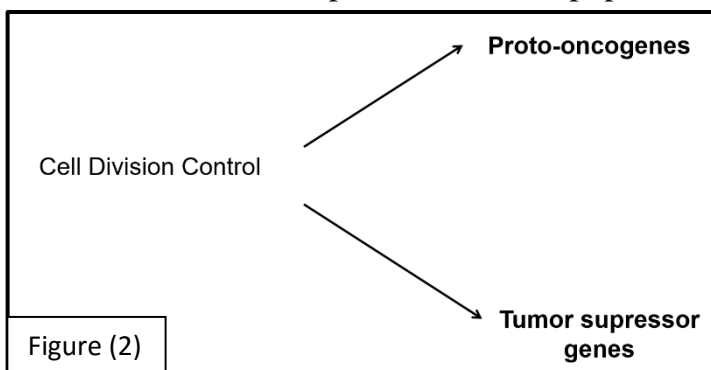 Proto-oncogenes
Cell Division Control
Tumor supressor
genes
Figure (2)